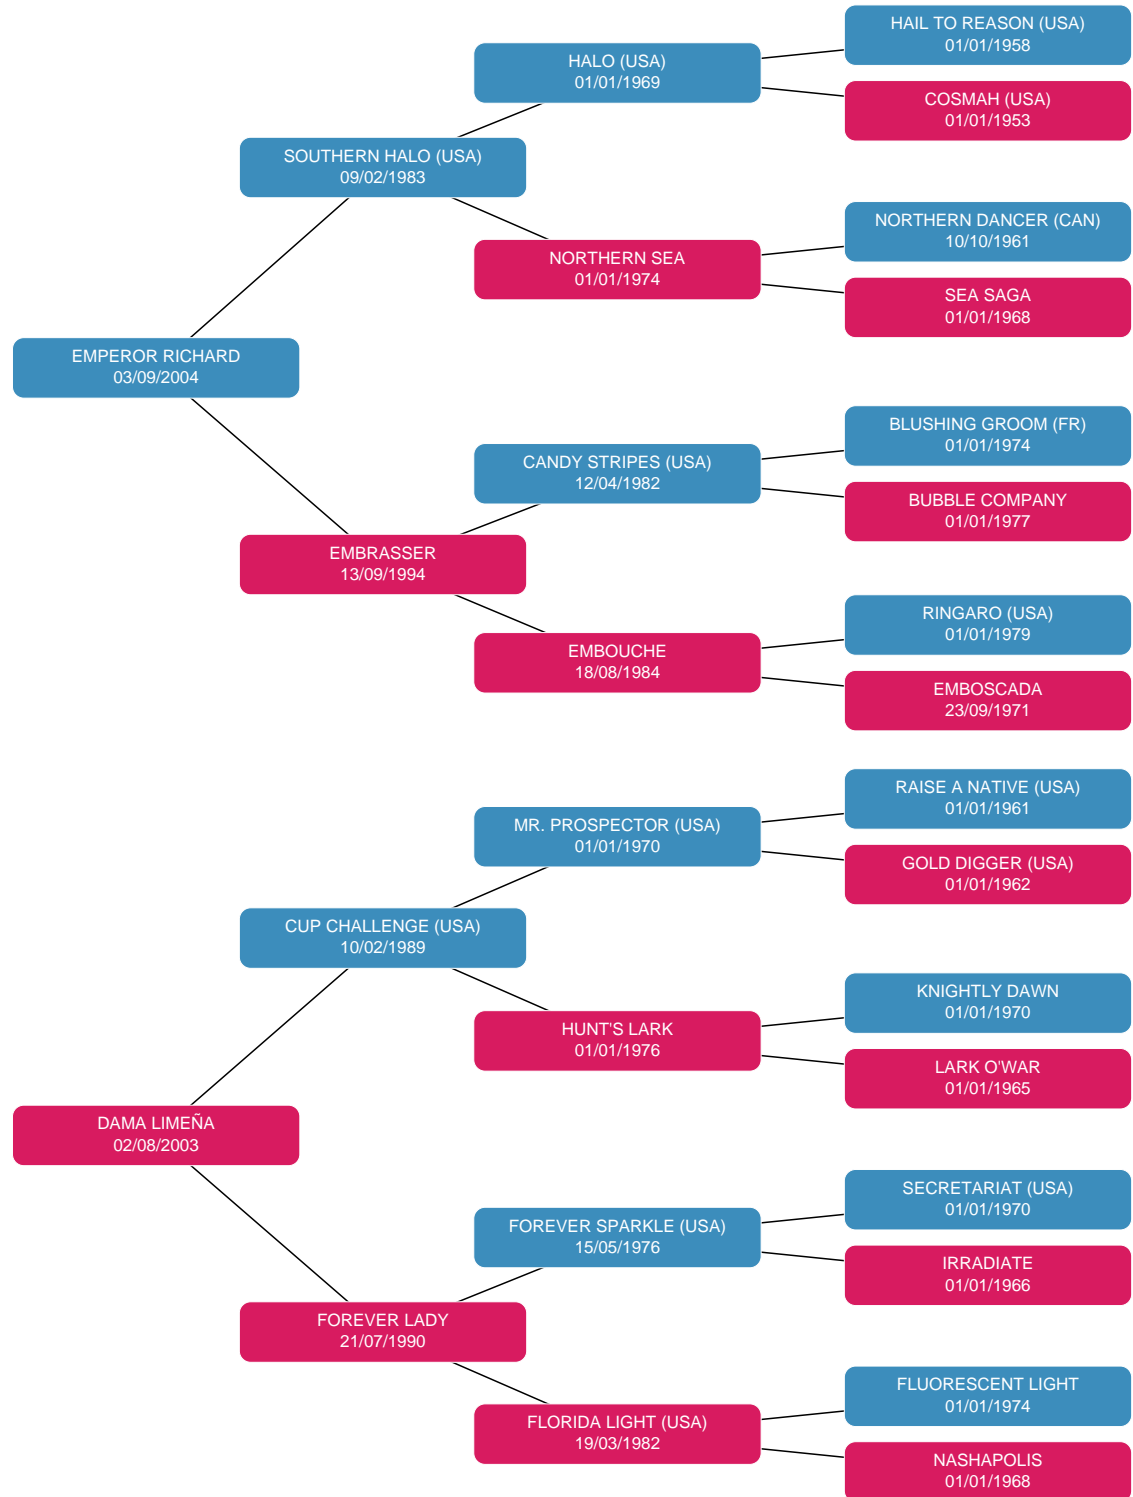 HAIL TO REASON (USA)
01/01/1958
HALO (USA)
01/01/1969
COSMAH (USA)
01/01/1953
SOUTHERN HALO (USA)
09/02/1983
NORTHERN DANCER (CAN)
10/10/1961
NORTHERN SEA
01/01/1974
SEA SAGA
01/01/1968
EMPEROR RICHARD
03/09/2004
BLUSHING GROOM (FR)
01/01/1974
CANDY STRIPES (USA)
12/04/1982
BUBBLE COMPANY
01/01/1977
EMBRASSER
13/09/1994
RINGARO (USA)
01/01/1979
EMBOUCHE
18/08/1984
EMBOSCADA
23/09/1971
RAISE A NATIVE (USA)
01/01/1961
MR. PROSPECTOR (USA)
01/01/1970
GOLD DIGGER (USA)
01/01/1962
CUP CHALLENGE (USA)
10/02/1989
KNIGHTLY DAWN
01/01/1970
HUNT'S LARK
01/01/1976
LARK O'WAR
01/01/1965
DAMA LIMEÑA
02/08/2003
SECRETARIAT (USA)
01/01/1970
FOREVER SPARKLE (USA)
15/05/1976
IRRADIATE
01/01/1966
FOREVER LADY
21/07/1990
FLUORESCENT LIGHT
01/01/1974
FLORIDA LIGHT (USA)
19/03/1982
NASHAPOLIS
01/01/1968